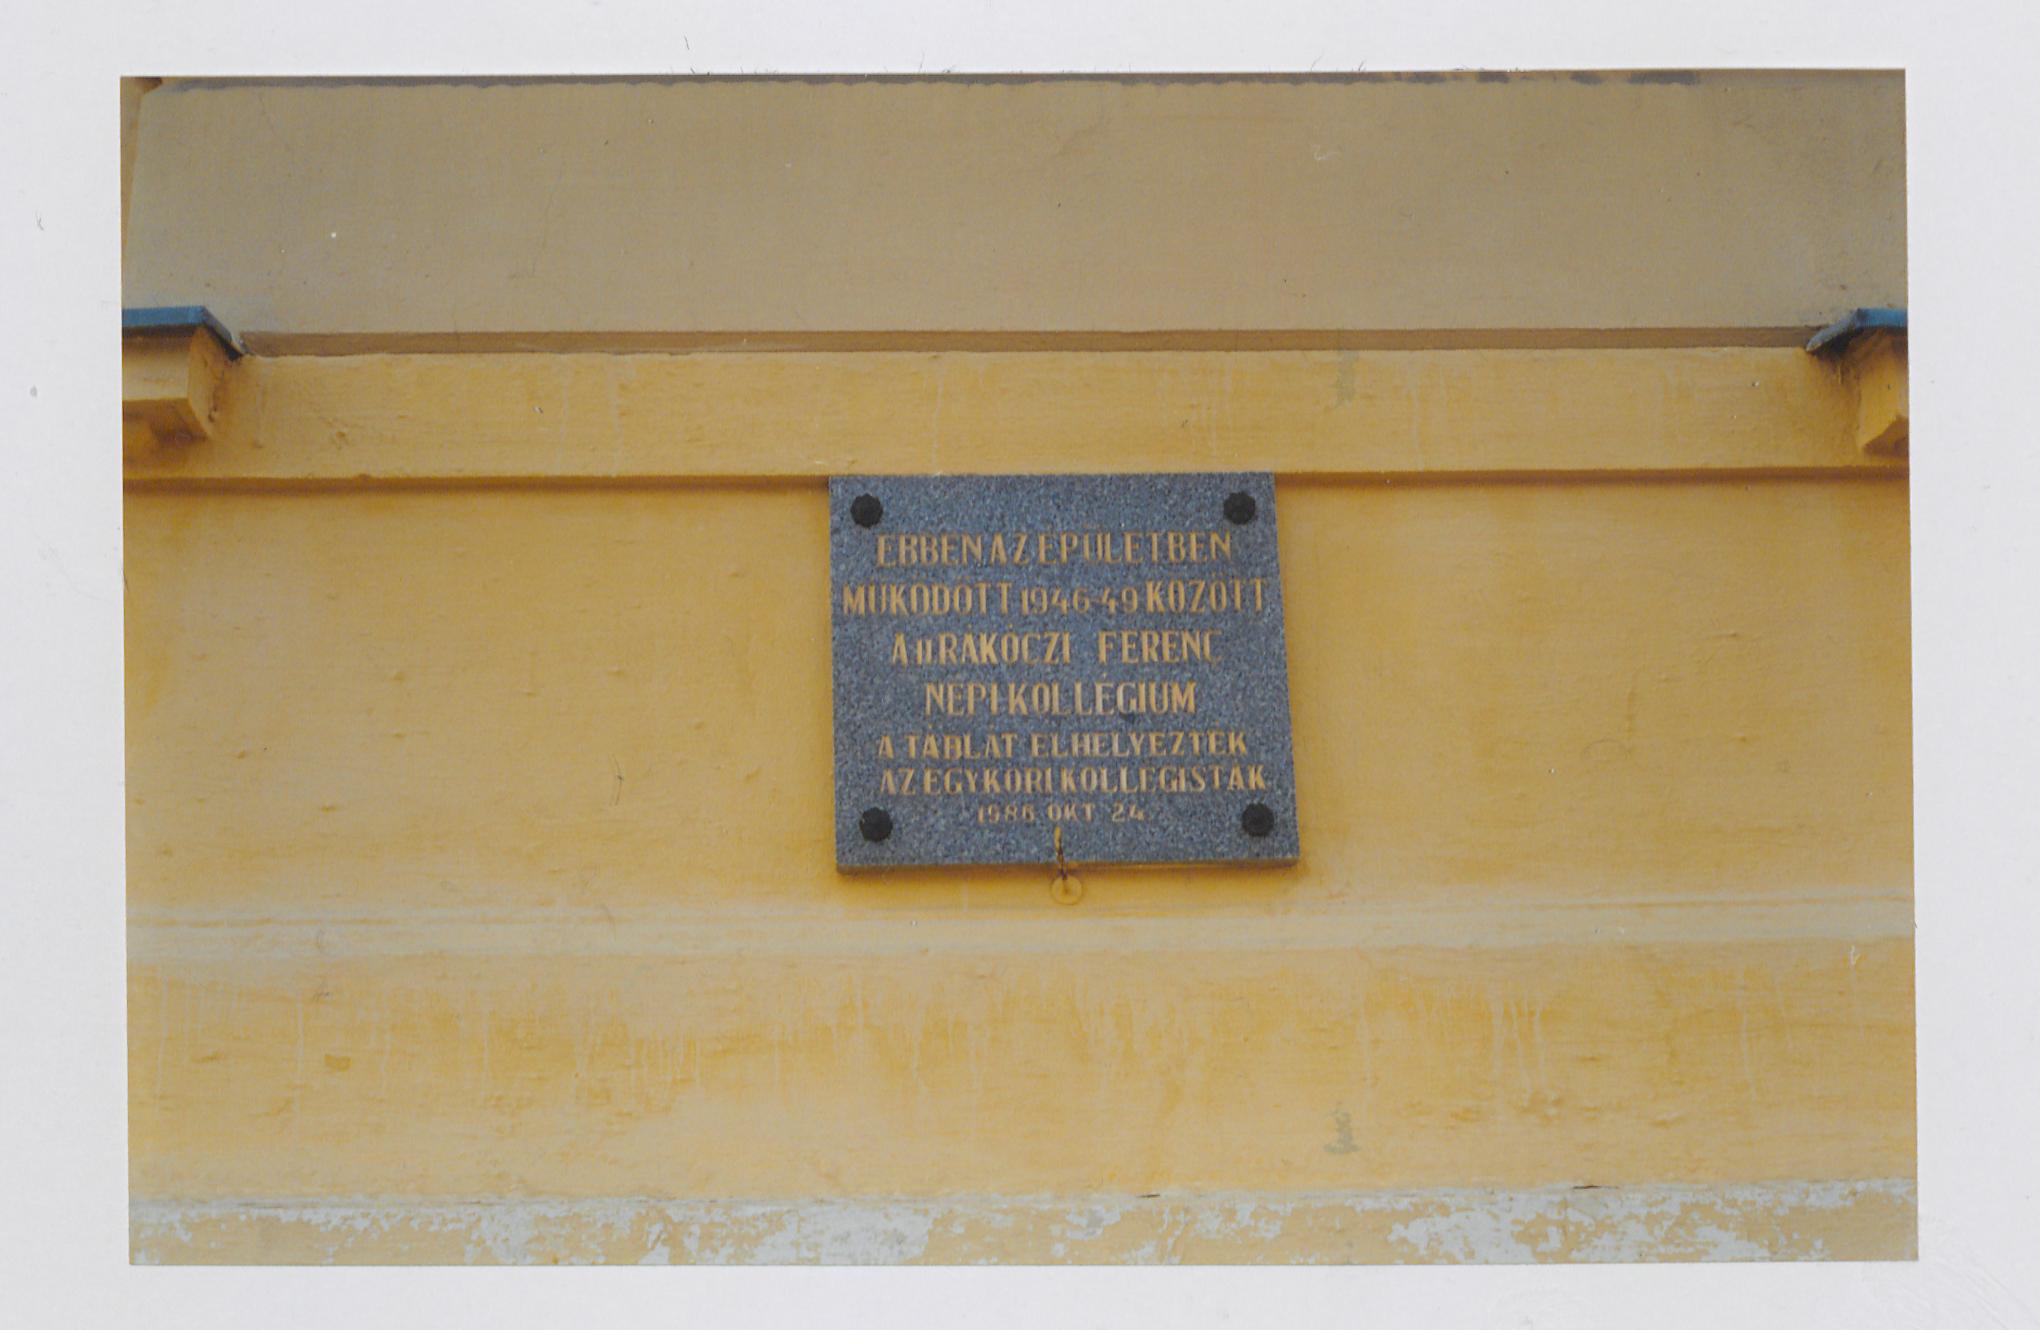 EBBEN AZ ÉPÜLETBEN
MŰKÖDÖTT 1946-49 KÖZÖTT
A II RÁKÓCZI FERENC
NÉPI KOLLÉGIUM
A TÁBLÁT ELHELYEZTÉK
AZ EGYKORI KOLLÉGISTÁK
1986 OKT 24